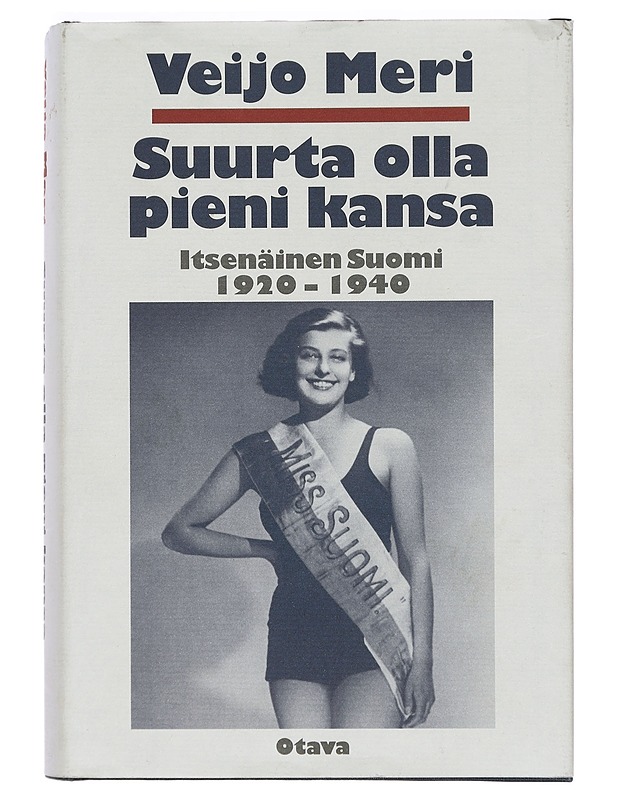 Veijo Meri
Suurta olla
pieni kansa
Itsenäinen Suomi
1920 – 1940
"MISS SUOMI"
Otava